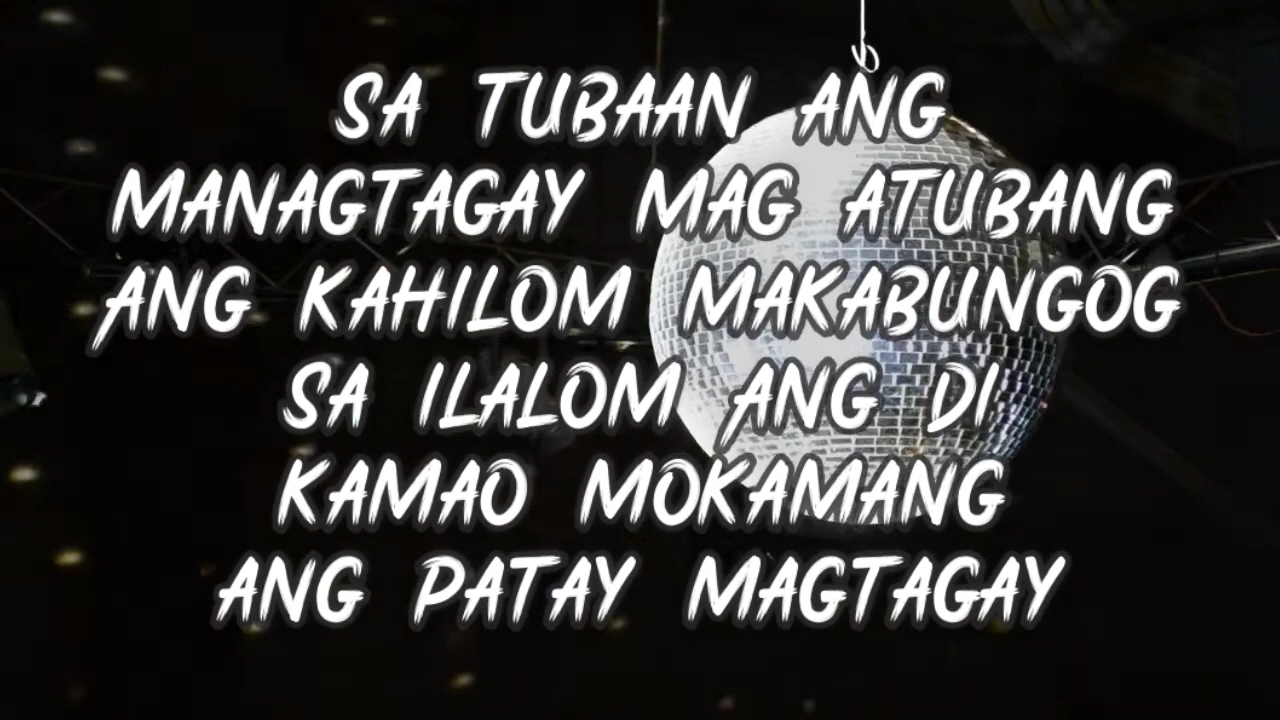 SA TUBAAN ANG
MANAGTAGAY MAG ATUBANG
ANG KAHILOM MAKABUNGOG
SA ILALOM ANG DI
KAMAO MOKAMANG
ANG PATAY MAGTAGAY